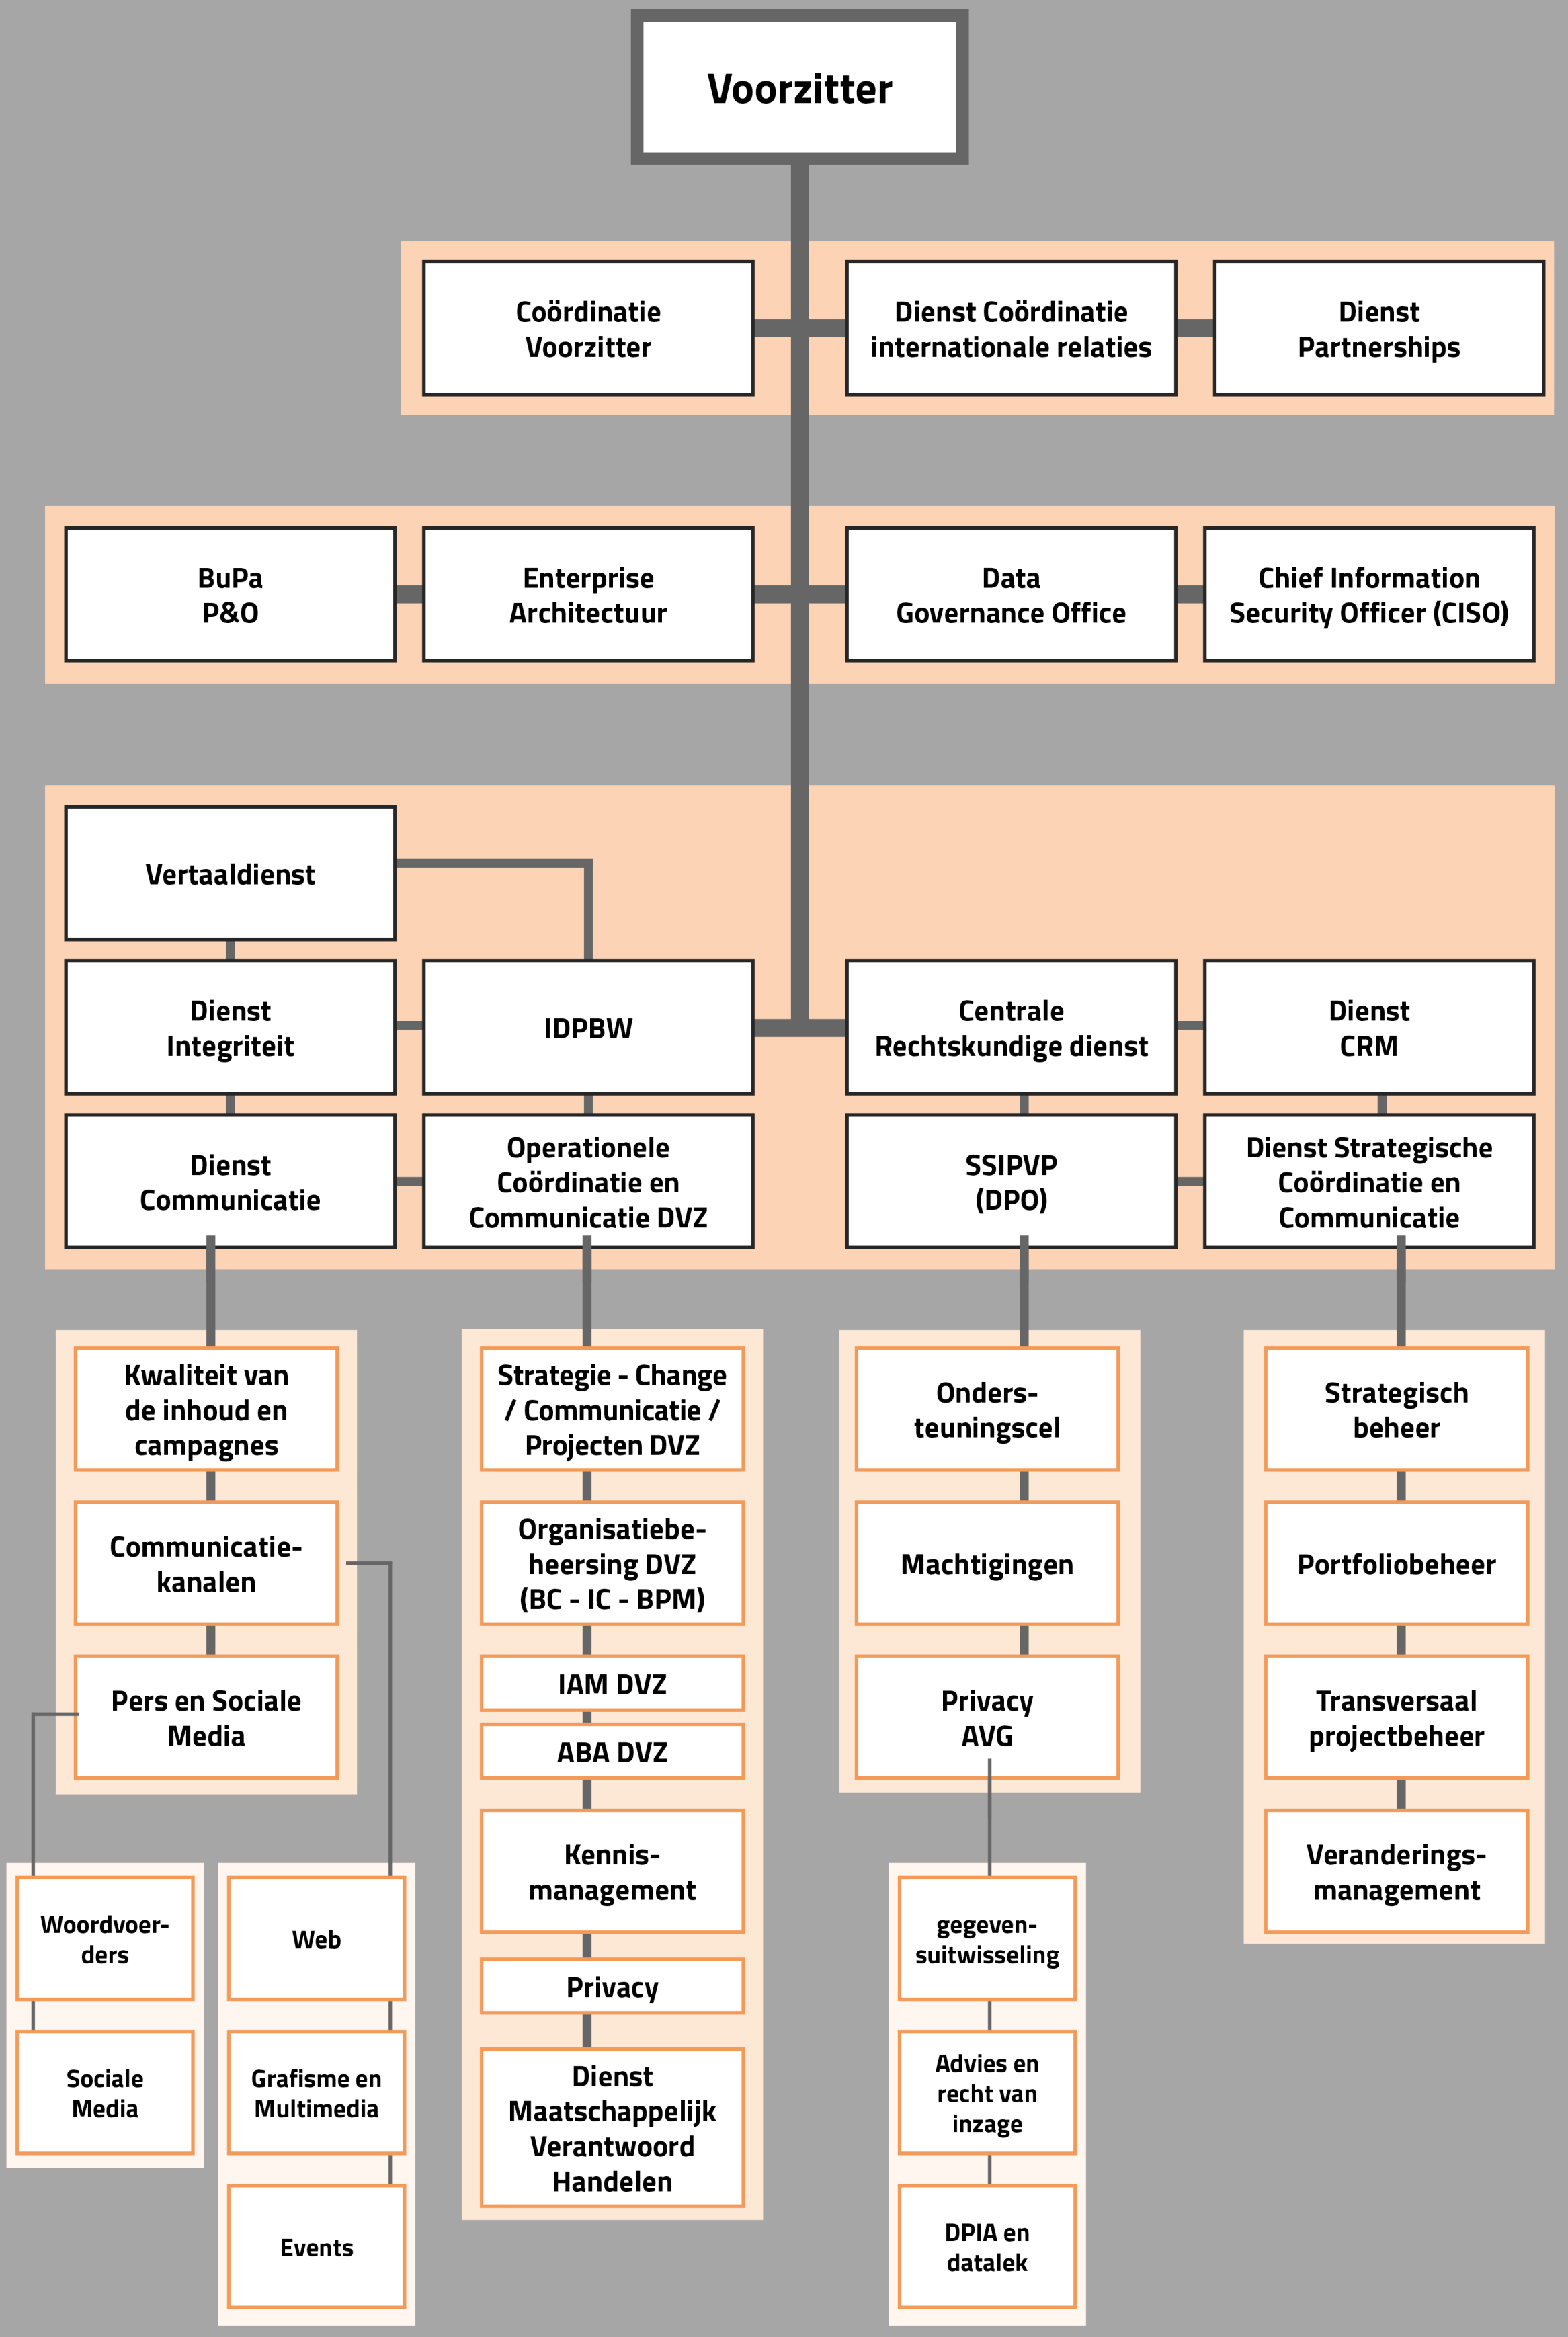 Voorzitter
Coördinatie
Voorzitter
Dienst Coördinatie
internationale relaties
Dienst
Partnerships
BuPa
P&O
Enterprise
Architectuur
Data
Governance Office
Chief Information
Security Officer (CISO)
Vertaaldienst
Dienst
Integriteit
IDPBW
Centrale
Rechtskundige dienst
Dienst
CRM
Dienst
Communicatie
Operationele
Coördinatie en
Communicatie DVZ
SSIPVP
(DPO)
Dienst Strategische
Coördinatie en
Communicatie
Kwaliteit van
de inhoud en
campagnes
Communicatie-
kanalen
Pers en Sociale
Media
Woordvoer-
ders
Sociale
Media
Web
Grafisme en
Multimedia
Events
Strategie - Change
/ Communicatie /
Projecten DVZ
Organisatiebe-
heersing DVZ
(BC - IC - BPM)
IAM DVZ
ABA DVZ
Kennis-
management
Privacy
Dienst
Maatschappelijk
Verantwoord
Handelen
Onders-
teuningscel
Machtigingen
Privacy
AVG
gegeven-
suitwisseling
Advies en
recht van
inzage
DPIA en
datalek
Strategisch
beheer
Portfoliobeheer
Transversaal
projectbeheer
Veranderings-
management